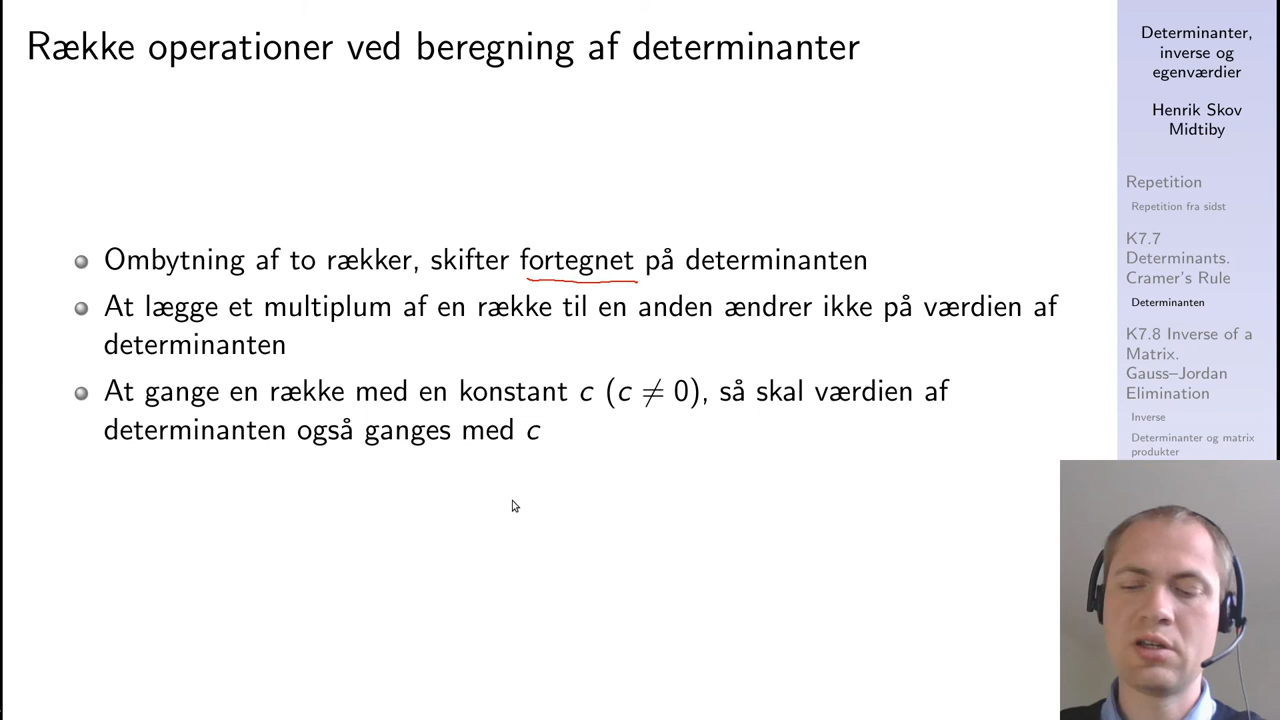 Række operationer ved beregning af determinanter
Ombytning af to rækker, skifter fortegnet på determinanten
At lægge et multiplum af en række til en anden ændrer ikke på værdien af
determinanten
At gange en række med en konstant c (c ≠ 0), så skal værdien af
determinanten også ganges med c
Determinanter,
inverse og
egenværdier
Henrik Skov
Midtiby
Repetition
Repetition fra sidst
K7.7
Determinants.
Cramer's Rule
Determinanten
K7.8 Inverse of a
Matrix.
Gauss–Jordan
Elimination
Inverse
Determinanter og matrix
produkter